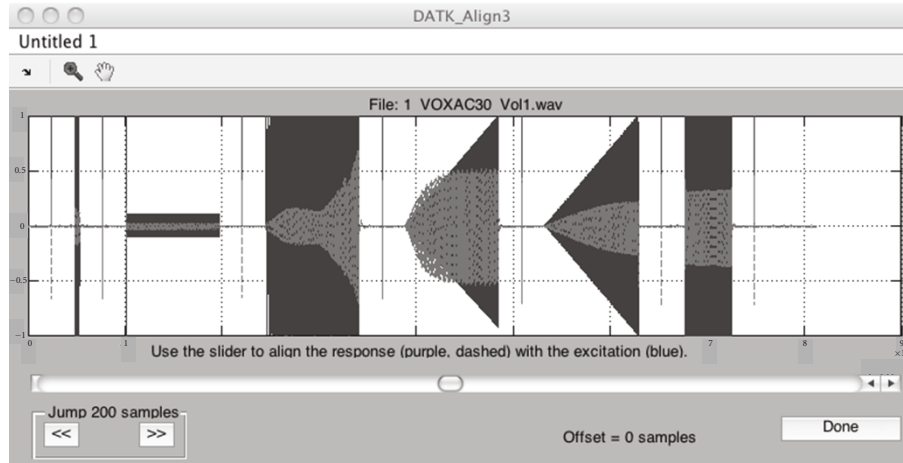 DATK_Align3
Untitled 1
File: 1 VOXAC30 Vol1.wav
1
0.5
0
−0.5
−1
0 1 7 8 9
Use the slider to align the response (purple, dashed) with the excitation (blue).
Jump 200 samples
<< >>
Offset = 0 samples
Done